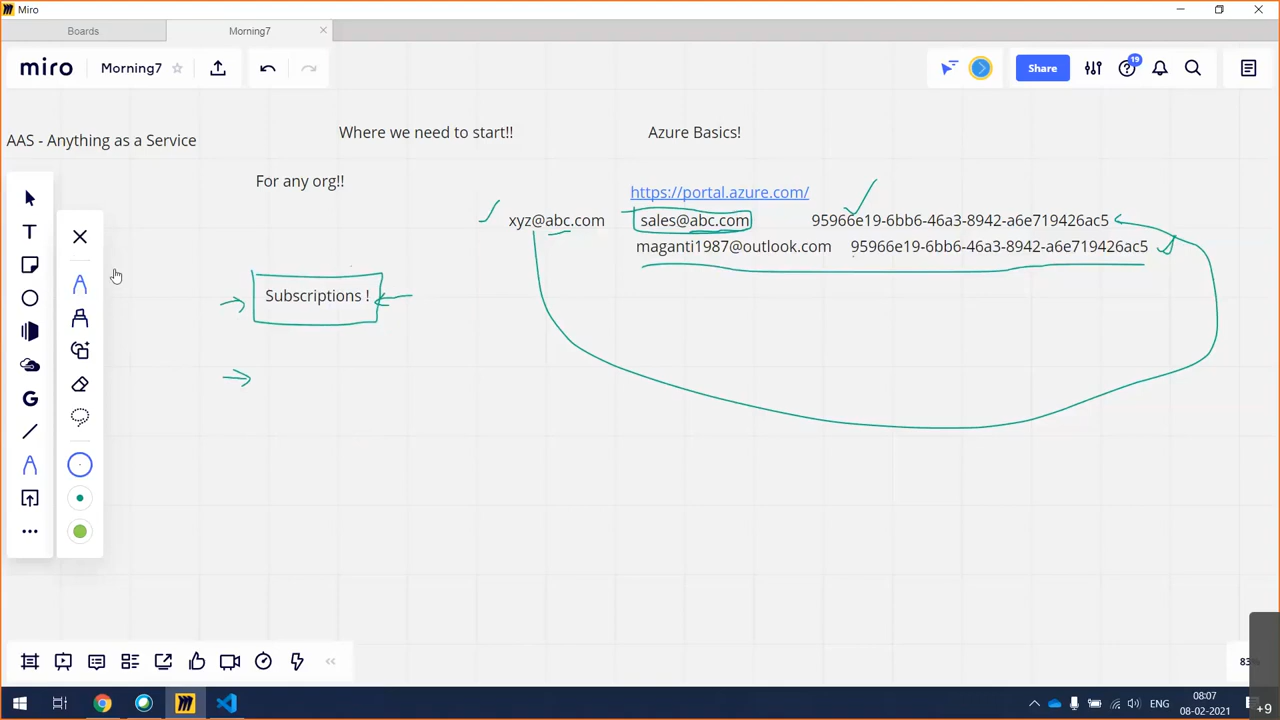 Miro
Boards
Morning7
miro
Morning7
Share
19
AAS - Anything as a Service
Where we need to start!!
Azure Basics!
For any org!!
https://portal.azure.com/
xyz@abc.com
sales@abc.com
95966e19-6bb6-46a3-8942-a6e719426ac5
maganti1987@outlook.com
95966e19-6bb6-46a3-8942-a6e719426ac5
Subscriptions !
ENG
08:07
08-02-2021
+9